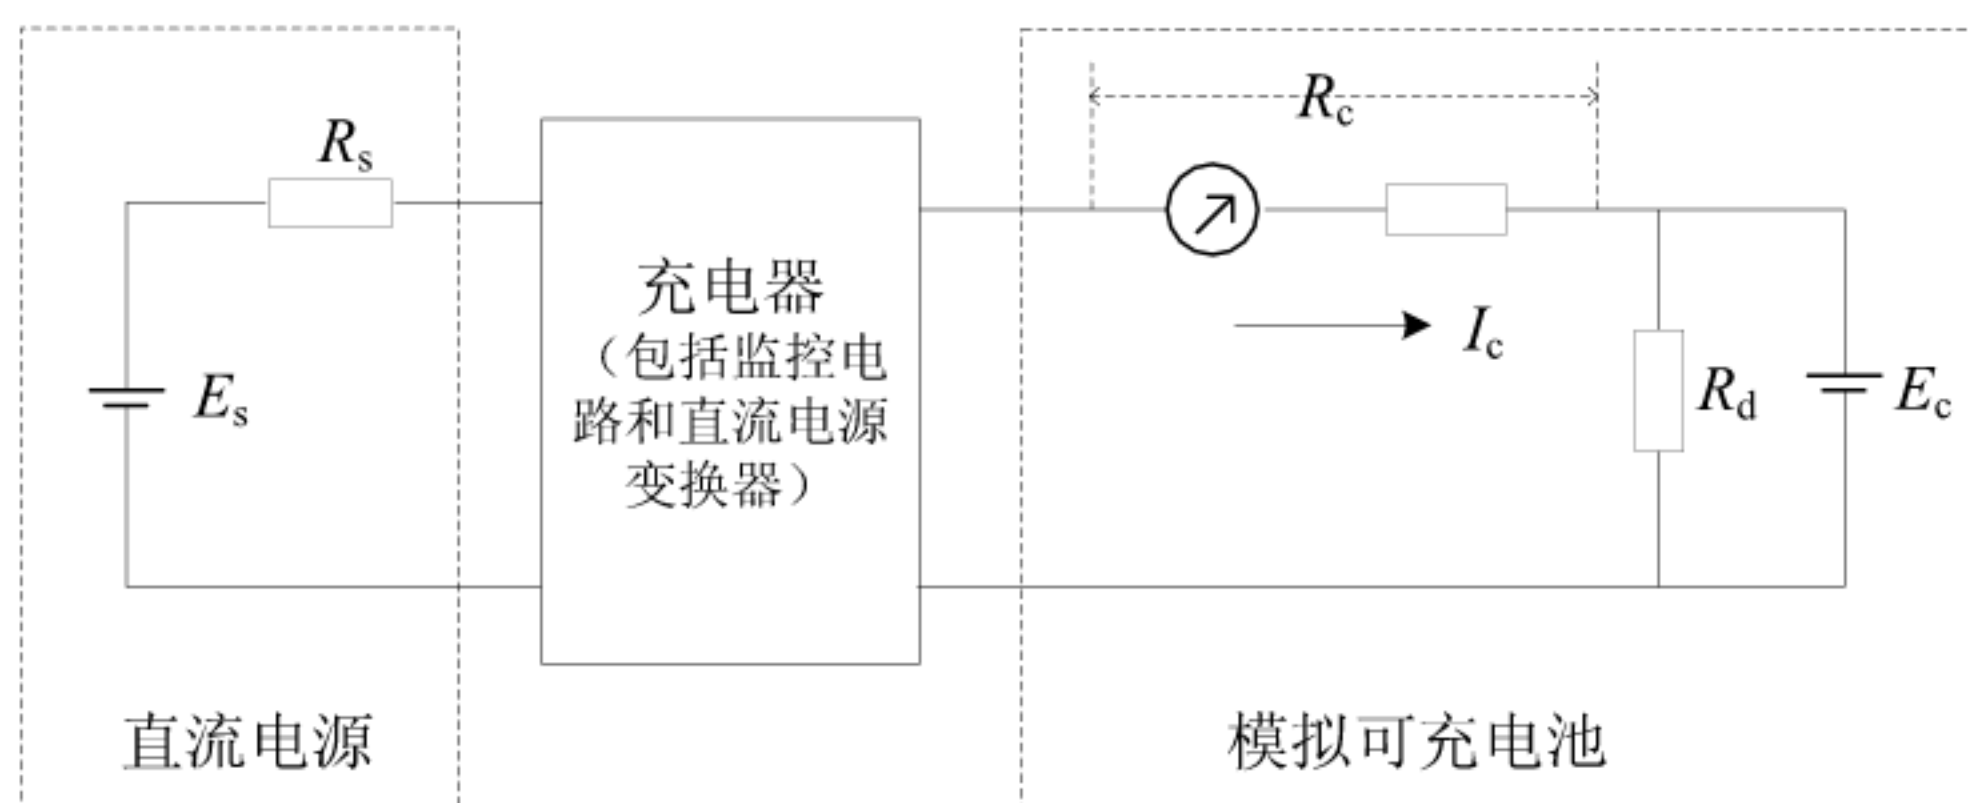 Rs
Es
直流电源
充电器
（包括监控电
路和直流电源
变换器）
Rc
Ic
Rd
Ec
模拟可充电池